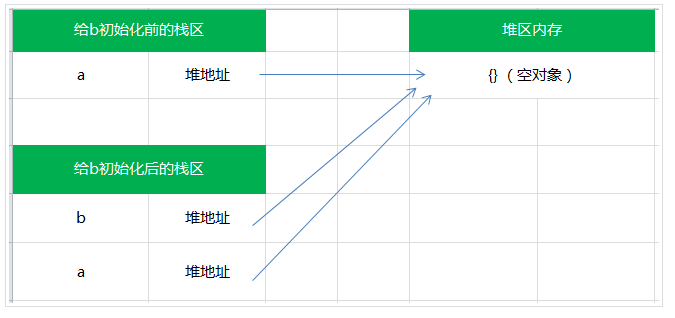 给b初始化前的栈区 堆区内存
a 堆地址 {}（空对象）
给b初始化后的栈区
b 堆地址
a 堆地址